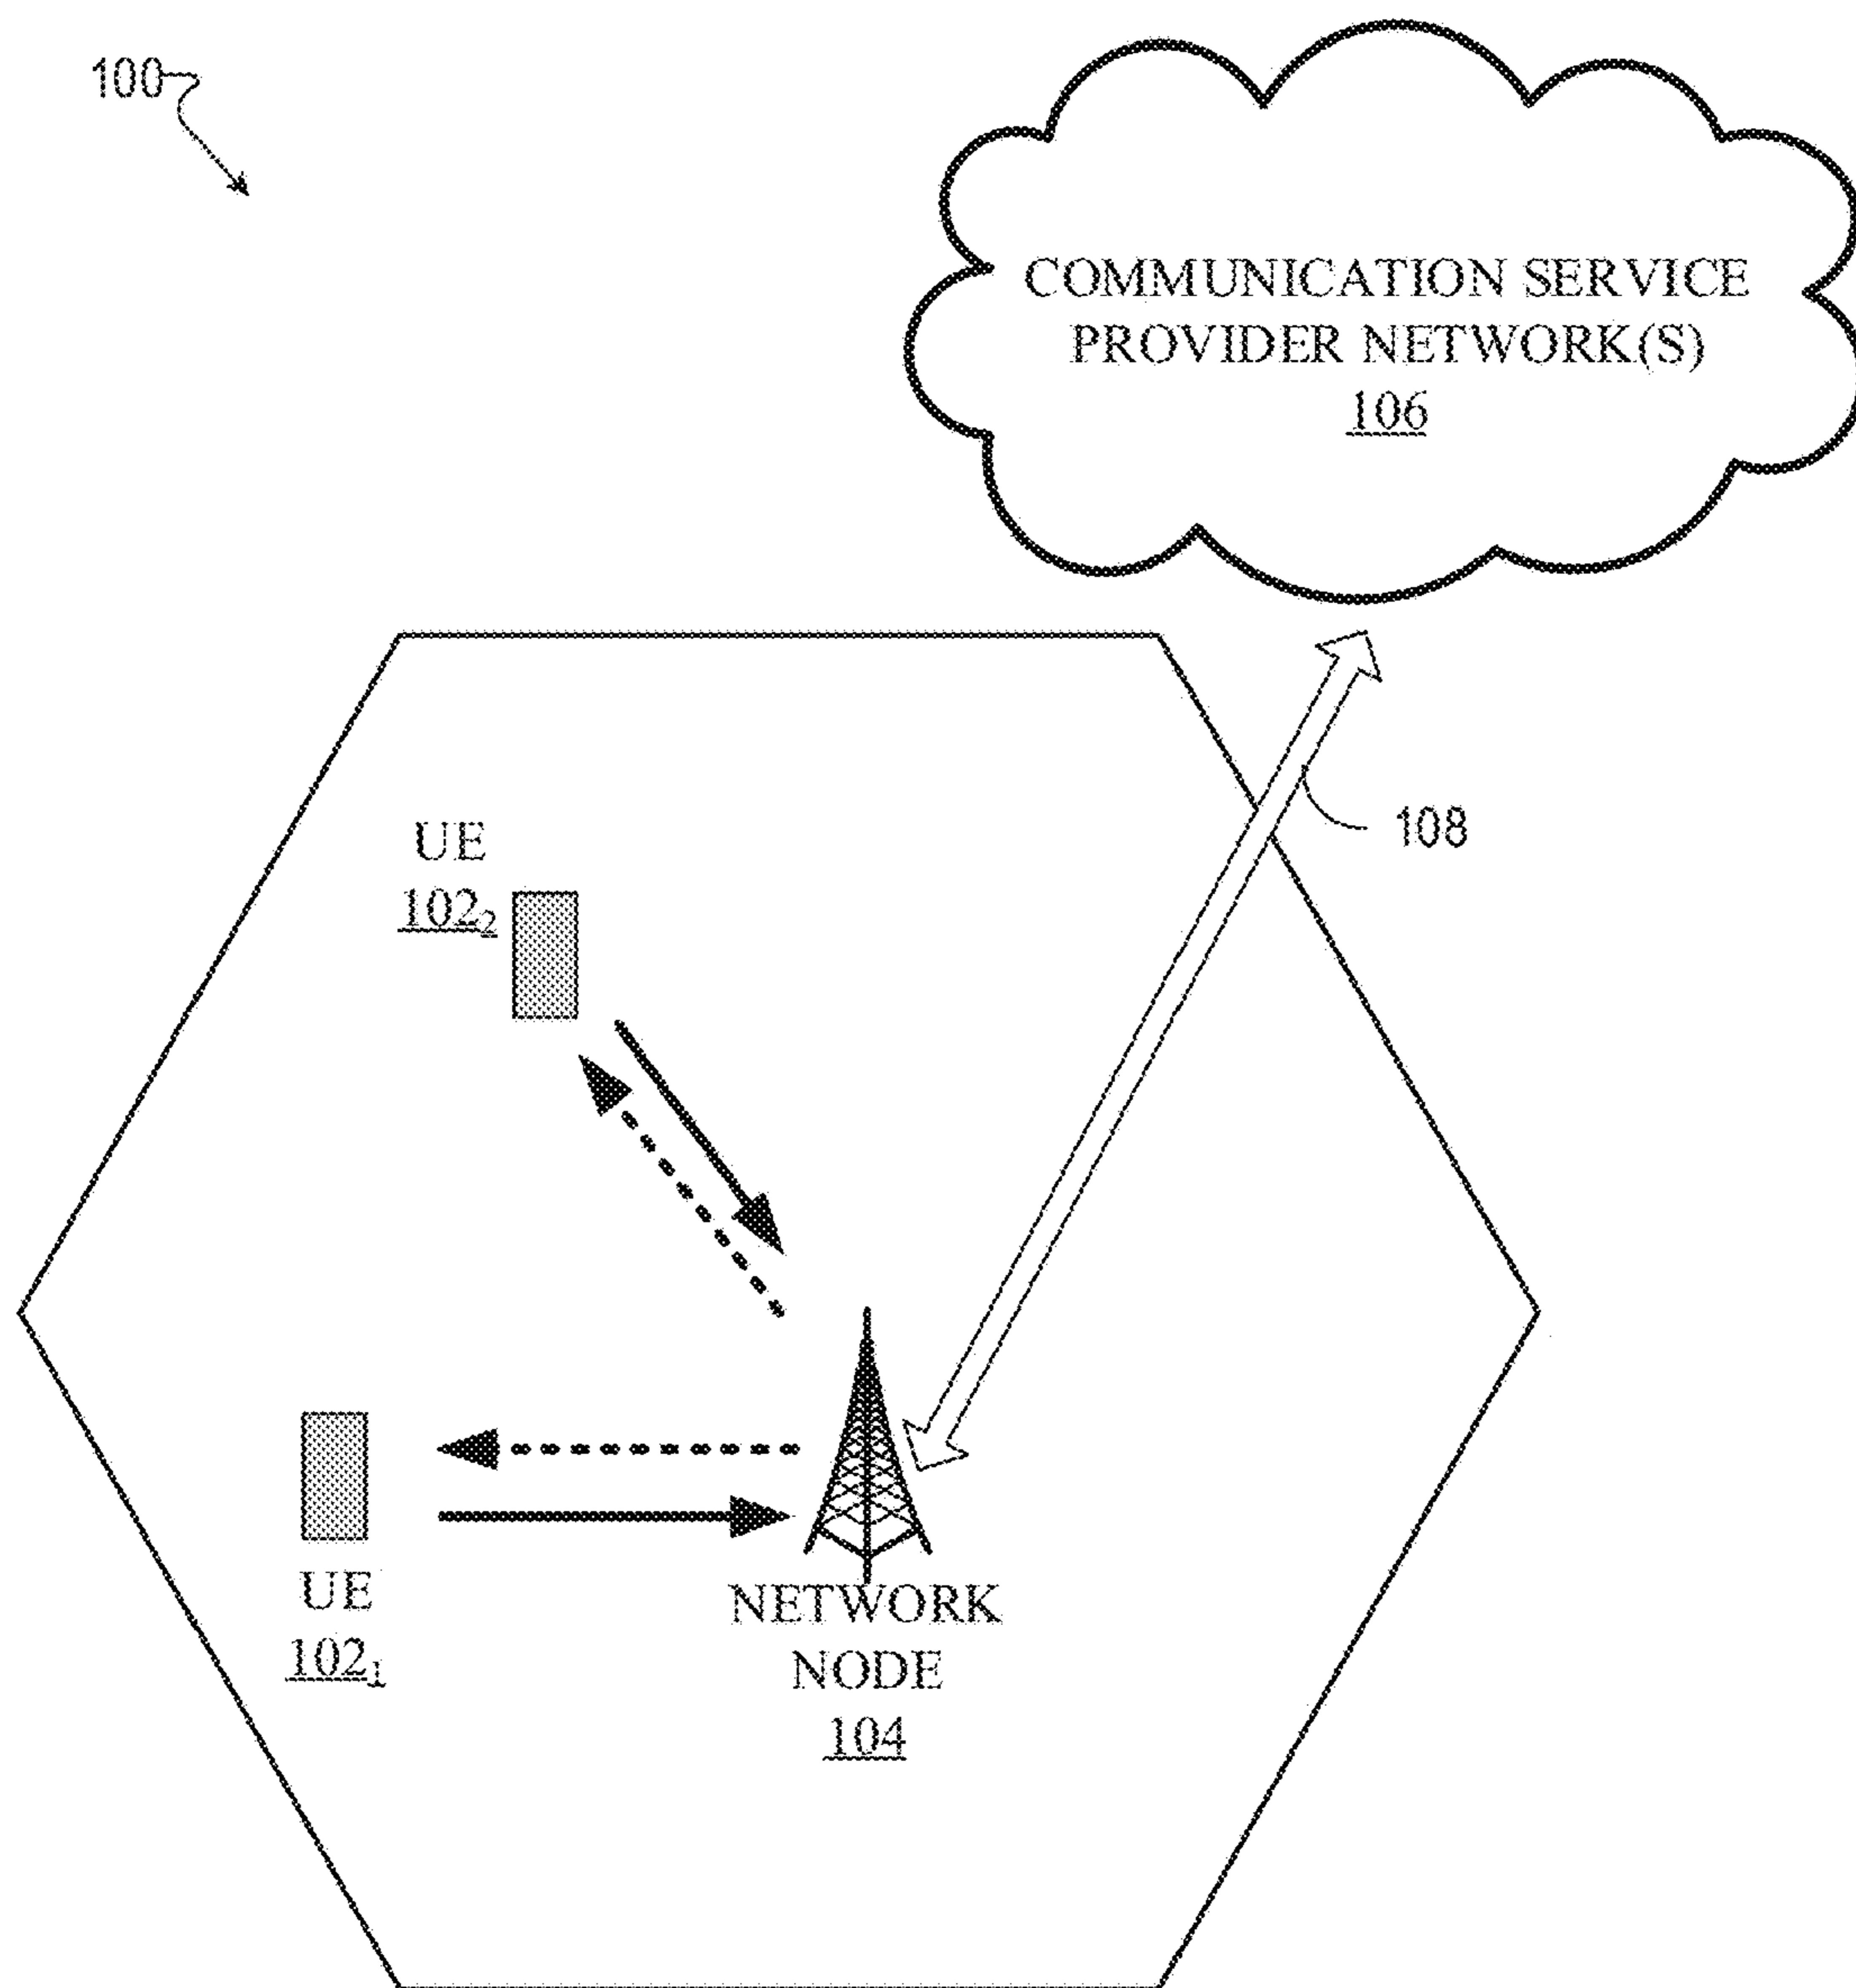 100
COMMUNICATION SERVICE
PROVIDER NETWORK(S)
106
108
UE
102₂
UE
102₁
NETWORK
NODE
104